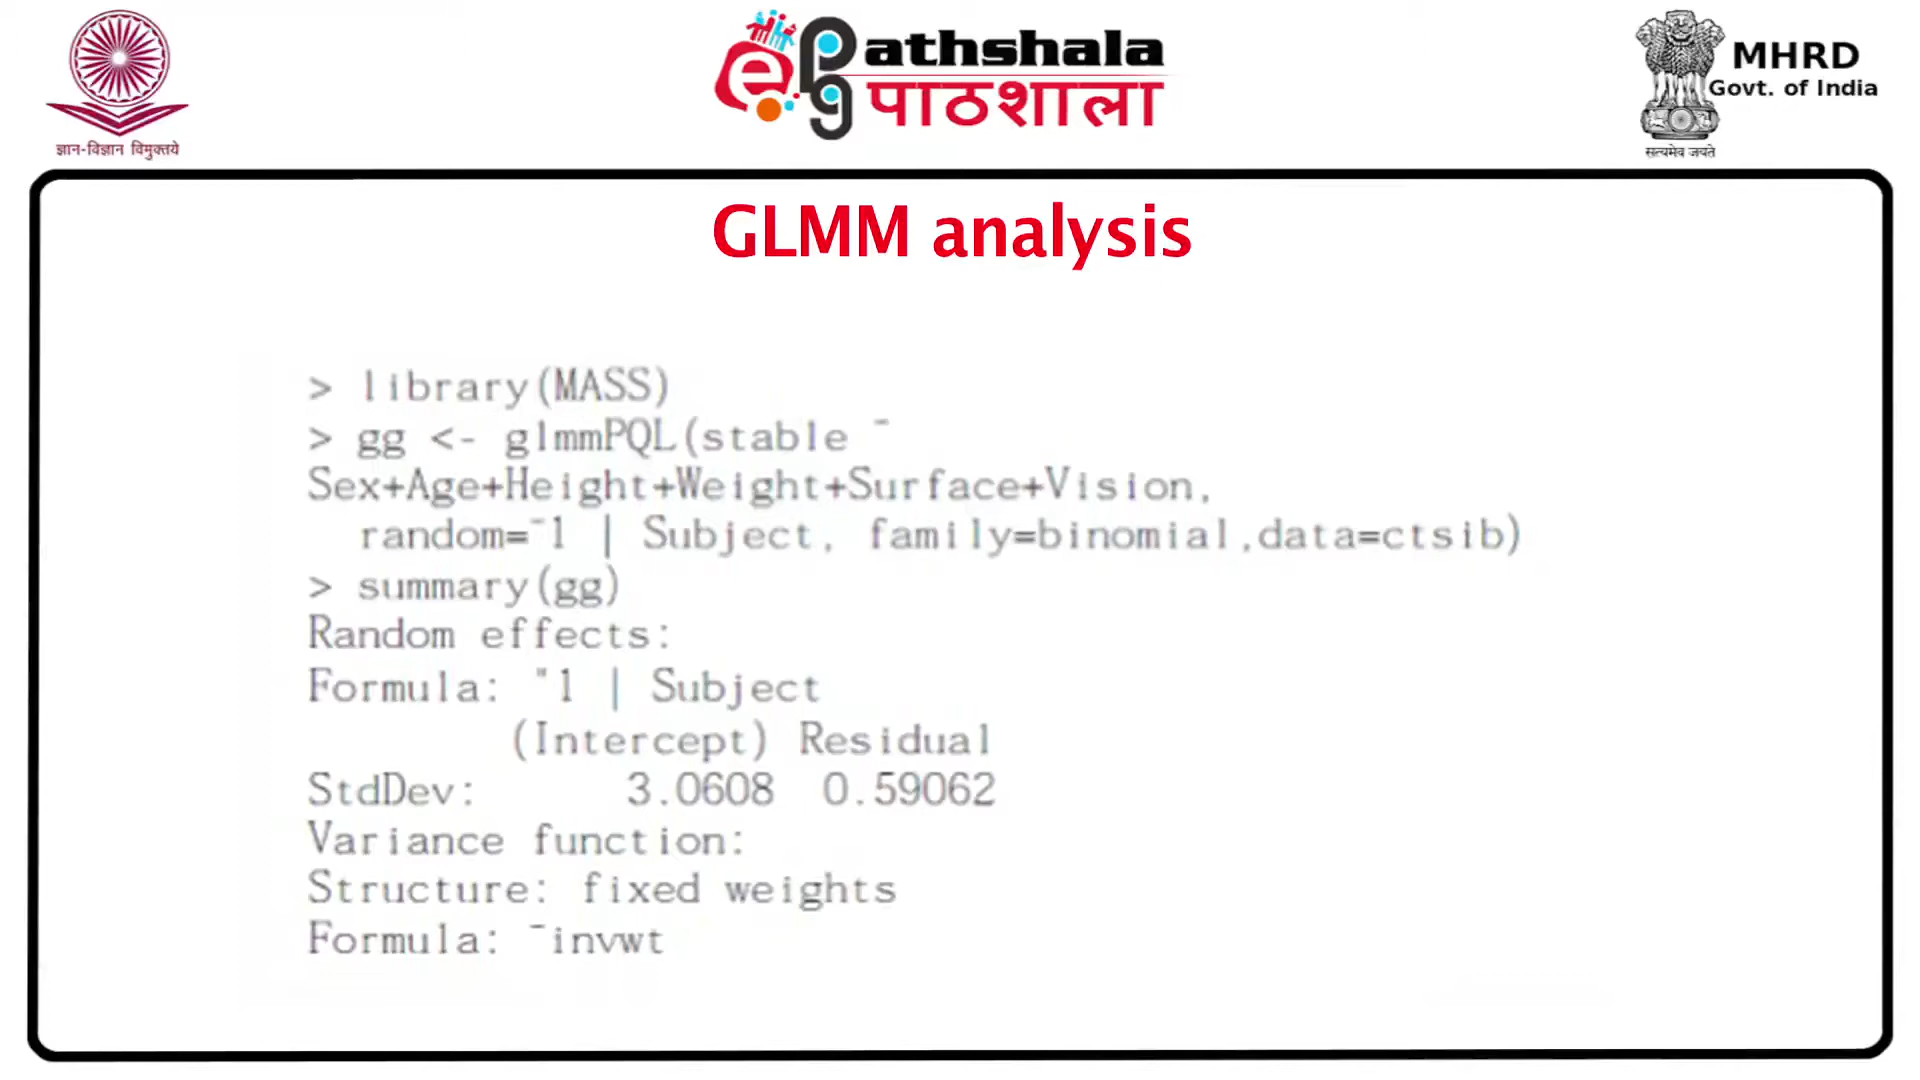 ज्ञान-विज्ञान विमुक्तये
ePG athshala
पाठशाला
MHRD
Govt. of India
सत्यमेव जयते
GLMM analysis
> library(MASS)
> gg <- glmmPQL(stable ~
Sex+Age+Height+Weight+Surface+Vision,
random=~1 | Subject, family=binomial,data=ctsib)
> summary(gg)
Random effects:
Formula: ~1 | Subject
(Intercept) Residual
StdDev: 3.0608 0.59062
Variance function:
Structure: fixed weights
Formula: ~invwt